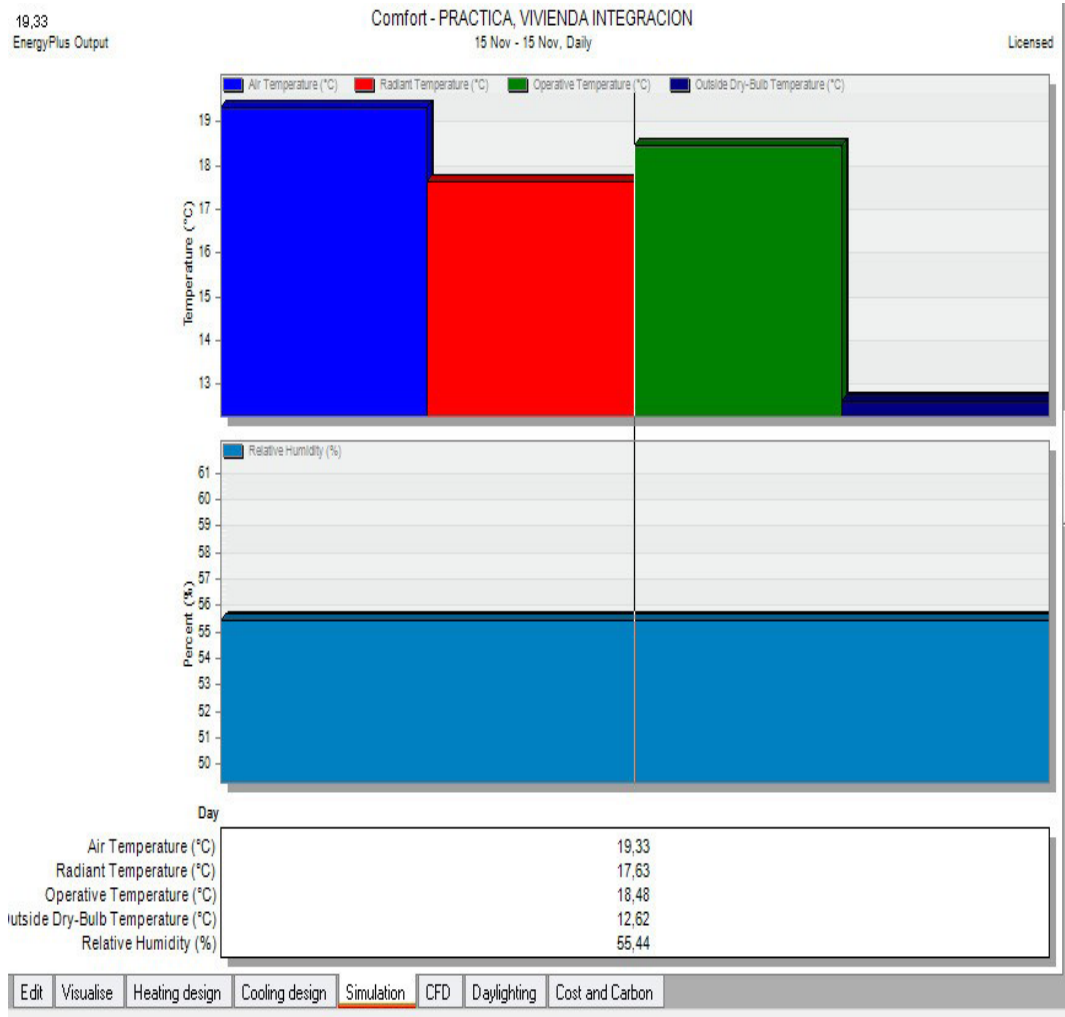 19,33
Comfort - PRACTICA, VIVIENDA INTEGRACION
EnergyPlus Output
15 Nov - 15 Nov, Daily
Licensed
Air Temperature (°C) Radiant Temperature (°C) Operative Temperature (°C) Outside Dry-Bulb Temperature (°C)
Temperature (°C)
19
18
17
16
15
14
13
Relative Humidity (%)
Percent (%)
61
60
59
58
57
56
55
54
53
52
51
50
Day
Air Temperature (°C) 19,33
Radiant Temperature (°C) 17,63
Operative Temperature (°C) 18,48
utside Dry-Bulb Temperature (°C) 12,62
Relative Humidity (%) 55,44
Edit Visualise Heating design Cooling design Simulation CFD Daylighting Cost and Carbon